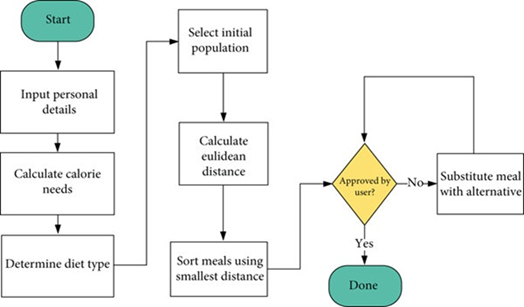 Start
Input personal
details
Calculate calorie
needs
Determine diet type
Select initial
population
Calculate
eulidean
distance
Sort meals using
smallest distance
Approved by
user?
No
Substitute meal
with alternative
Yes
Done